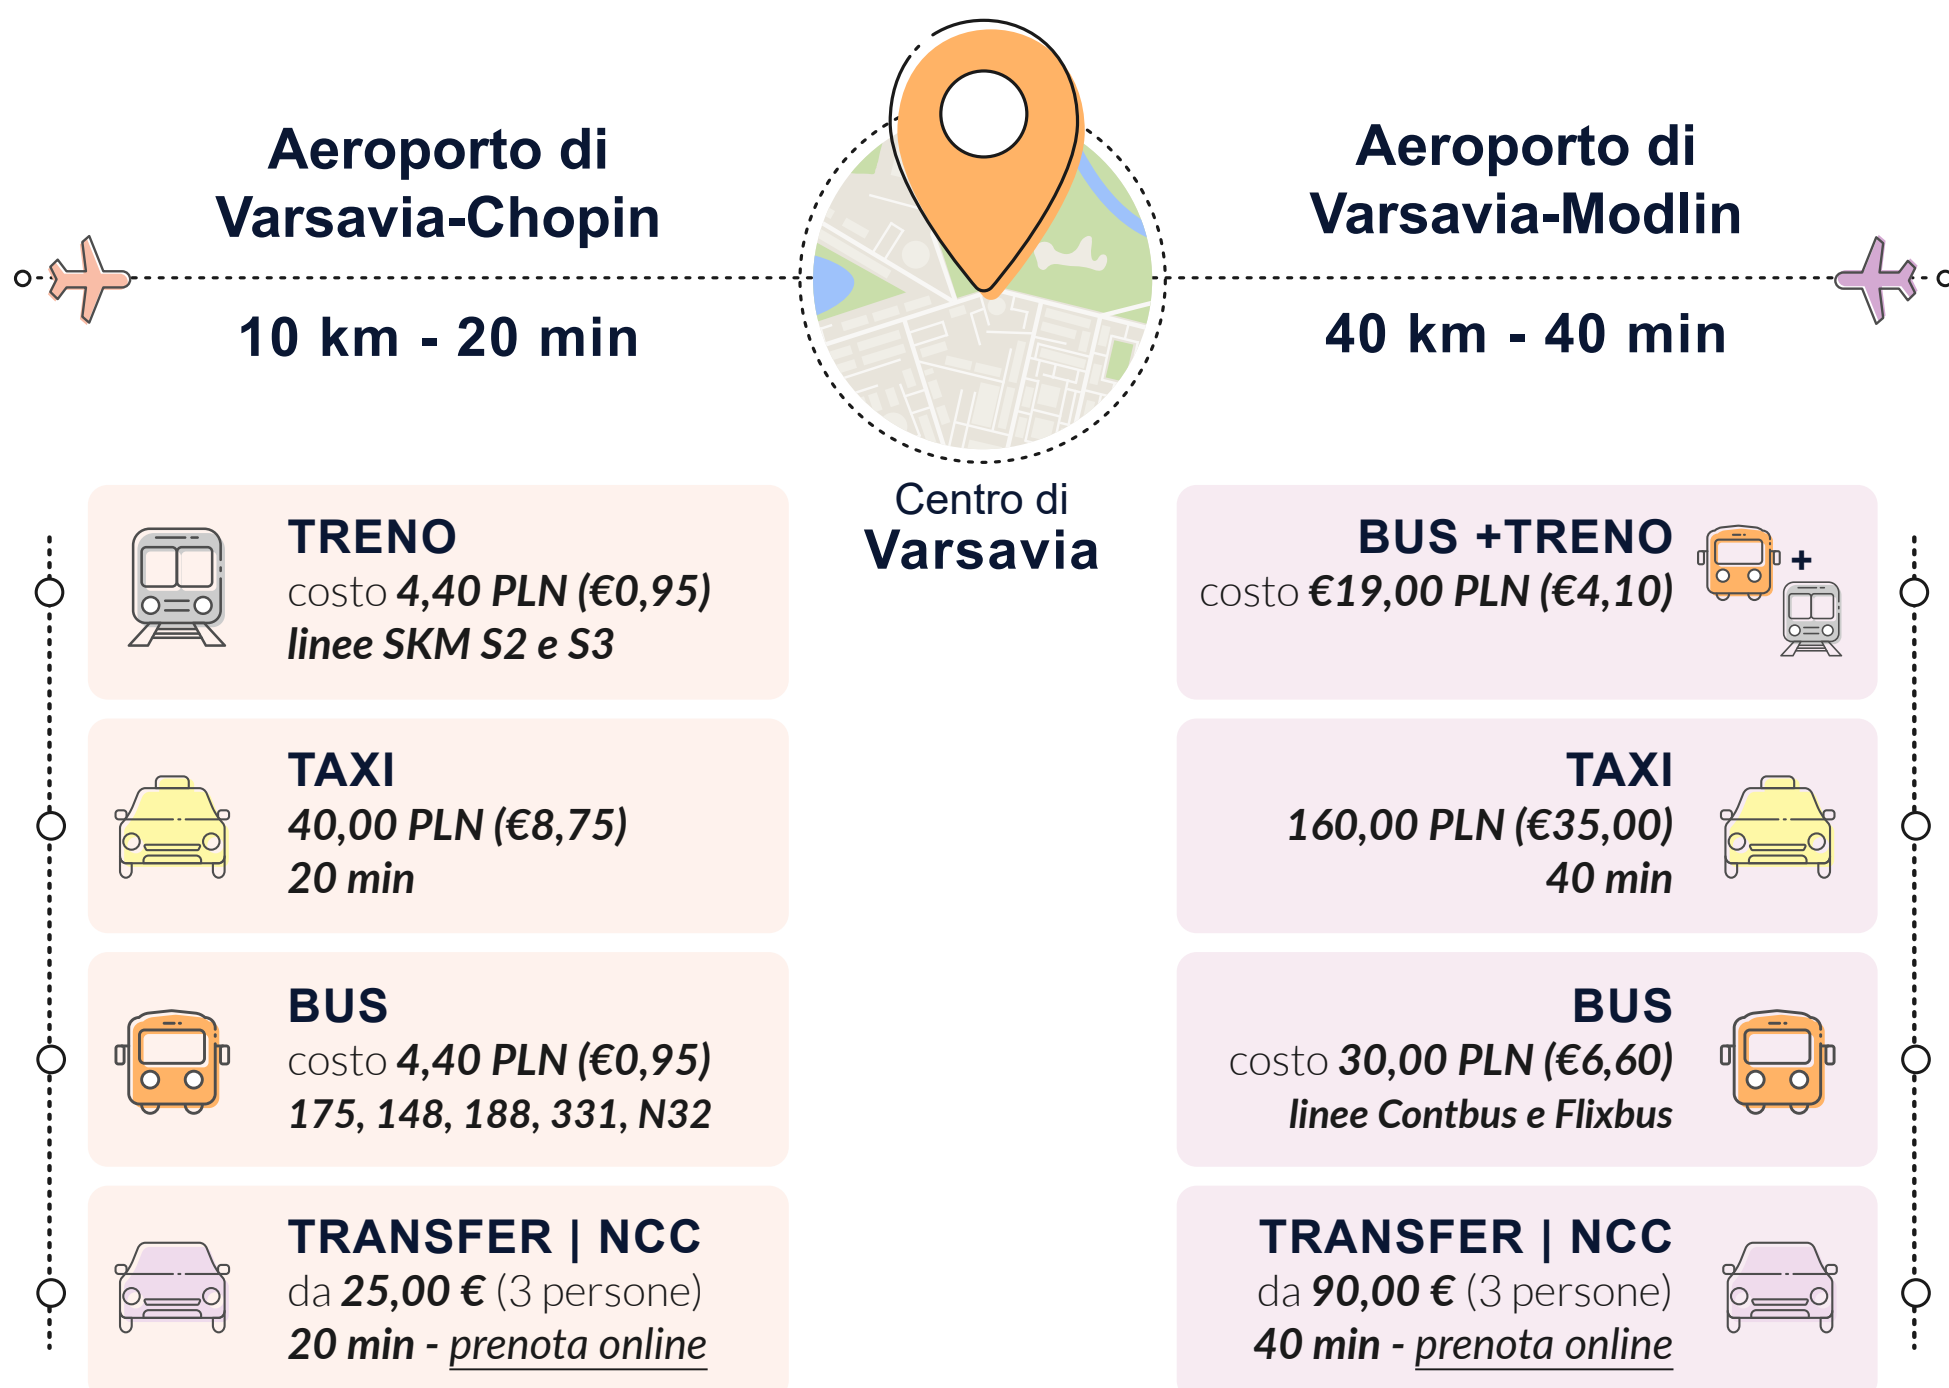 Aeroporto di
Varsavia-Chopin
10 km - 20 min
Aeroporto di
Varsavia-Modlin
40 km - 40 min
Centro di
Varsavia
TRENO
costo 4,40 PLN (€0,95)
linee SKM S2 e S3
TAXI
40,00 PLN (€8,75)
20 min
BUS
costo 4,40 PLN (€0,95)
175, 148, 188, 331, N32
TRANSFER | NCC
da 25,00 € (3 persone)
20 min - prenota online
BUS +TRENO
costo €19,00 PLN (€4,10)
+
TAXI
160,00 PLN (€35,00)
40 min
BUS
costo 30,00 PLN (€6,60)
linee Contbus e Flixbus
TRANSFER | NCC
da 90,00 € (3 persone)
40 min - prenota online